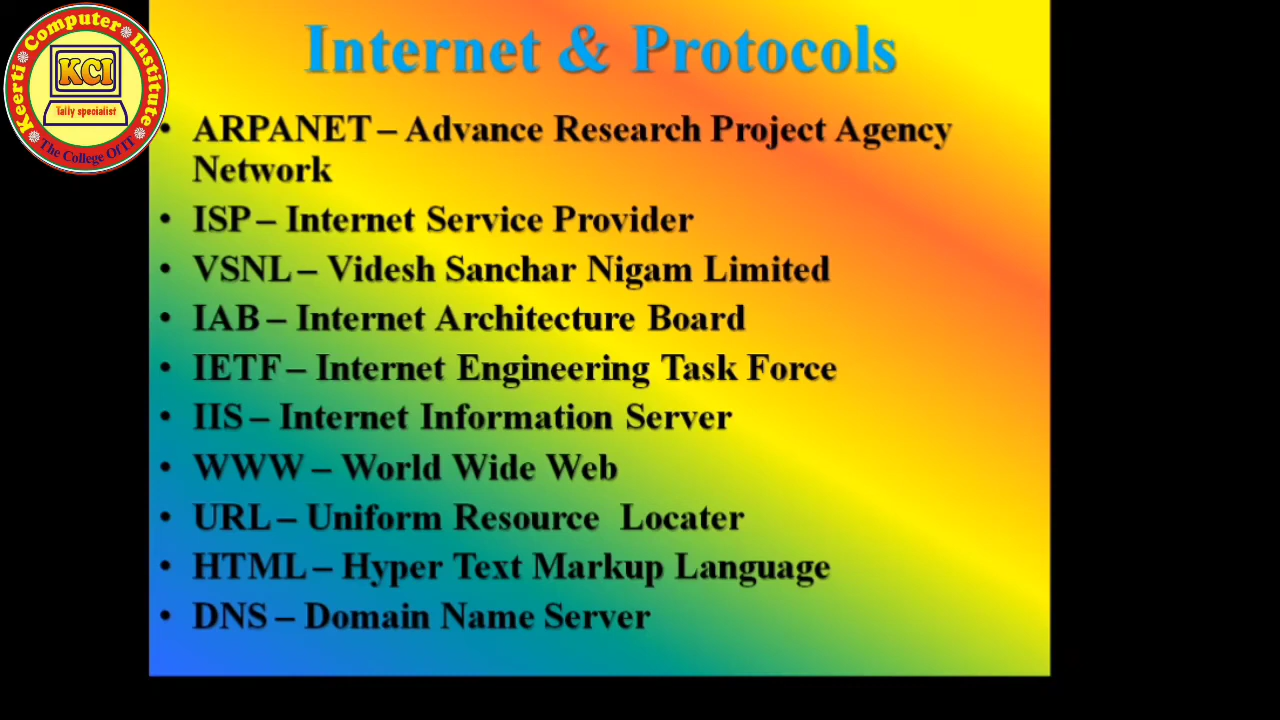 Keerti Computer Institute
KCI
Tally specialist
The College Of IT
Internet & Protocols
• ARPANET – Advance Research Project Agency
Network
• ISP – Internet Service Provider
• VSNL – Videsh Sanchar Nigam Limited
• IAB – Internet Architecture Board
• IETF – Internet Engineering Task Force
• IIS – Internet Information Server
• WWW – World Wide Web
• URL – Uniform Resource  Locater
• HTML – Hyper Text Markup Language
• DNS – Domain Name Server